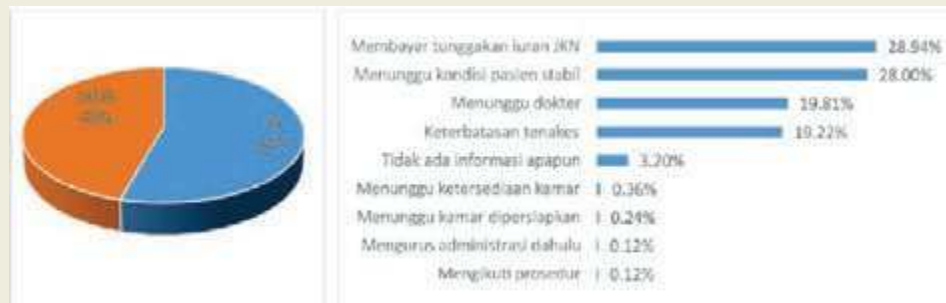 Membayar tunggakan iuran JKN 28.94%
Menunggu kondisi pasien stabil 28.00%
Menunggu dokter 19.81%
Keterbatasan tenakes 19.22%
Tidak ada informasi apapun 3.20%
Menunggu ketersediaan kamar 0.36%
Menunggu kamar dipersiapkan 0.24%
Mengurus administrasi dahulu 0.12%
Mengikuti prosedur 0.12%